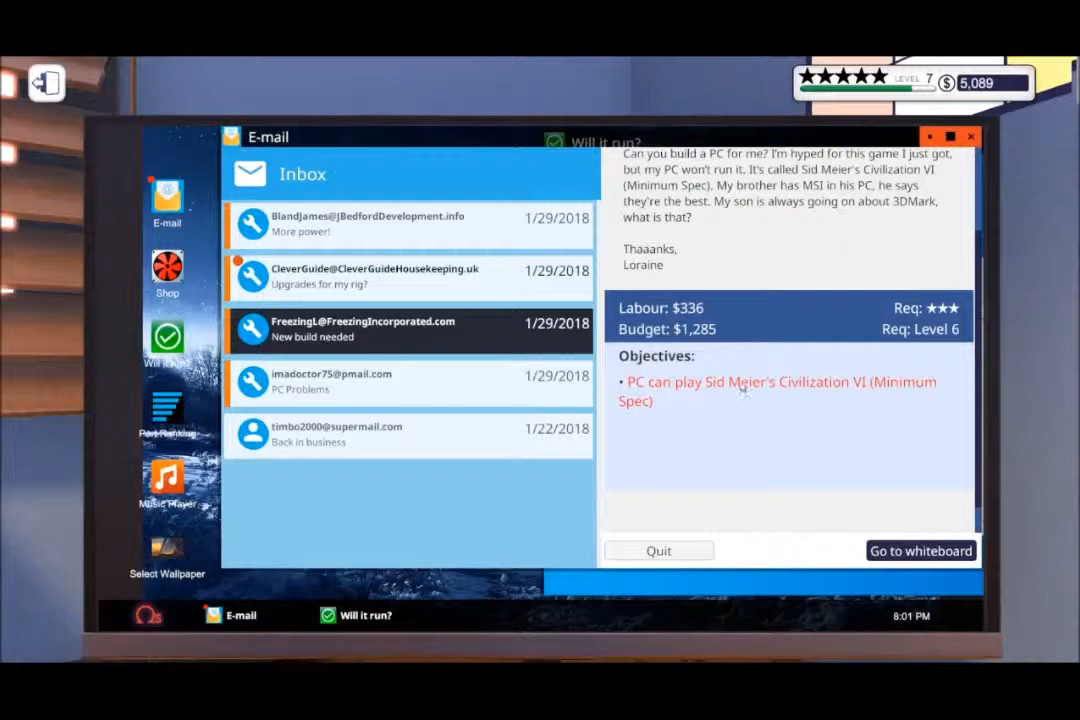 ★★★★★ LEVEL 7 $ 5,089
E-mail
Will it run?
Inbox
BlandJames@JBedfordDevelopment.info 1/29/2018
More power!
CleverGuide@CleverGuideHousekeeping.uk 1/29/2018
Upgrades for my rig?
FreezingL@FreezingIncorporated.com 1/29/2018
New build needed
imadoctor75@pmail.com 1/29/2018
PC Problems
timbo2000@supermail.com 1/22/2018
Back in business
Can you build a PC for me? I'm hyped for this game I just got,
but my PC won't run it. It's called Sid Meier's Civilization VI
(Minimum Spec). My brother has MSI in his PC, he says
they're the best. My son is always going on about 3DMark,
what is that?
Thaaanks,
Loraine
Labour: $336 Req: ★★★
Budget: $1,285 Req: Level 6
Objectives:
• PC can play Sid Meier's Civilization VI (Minimum
Spec)
Quit
Go to whiteboard
E-mail
Shop
Will it
Part Ranking
Music Player
Select Wallpaper
Ωs E-mail Will it run? 8:01 PM